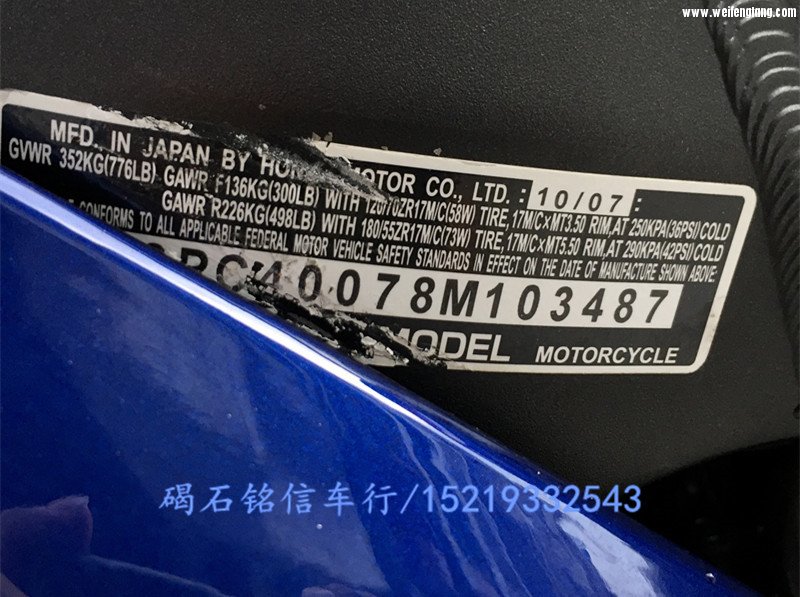 www.weifengtang.com
MFD. IN JAPAN BY HONDA MOTOR CO., LTD. : 10/07 :
GVWR 352KG(776LB) GAWR F136KG(300LB) WITH 120/70ZR17M/C(58W) TIRE, 17M/C×MT3.50 RIM, AT 250KPA(36PSI)COLD
GAWR R226KG(498LB) WITH 180/55ZR17M/C(73W) TIRE, 17M/C×MT5.50 RIM, AT 290KPA(42PSI)COLD
CONFORMS TO ALL APPLICABLE FEDERAL MOTOR VEHICLE SAFETY STANDARDS IN EFFECT ON THE DATE OF MANUFACTURE SHOWN ABOVE.
C40078M103487
MODEL MOTORCYCLE
碣石铭信车行/15219332543